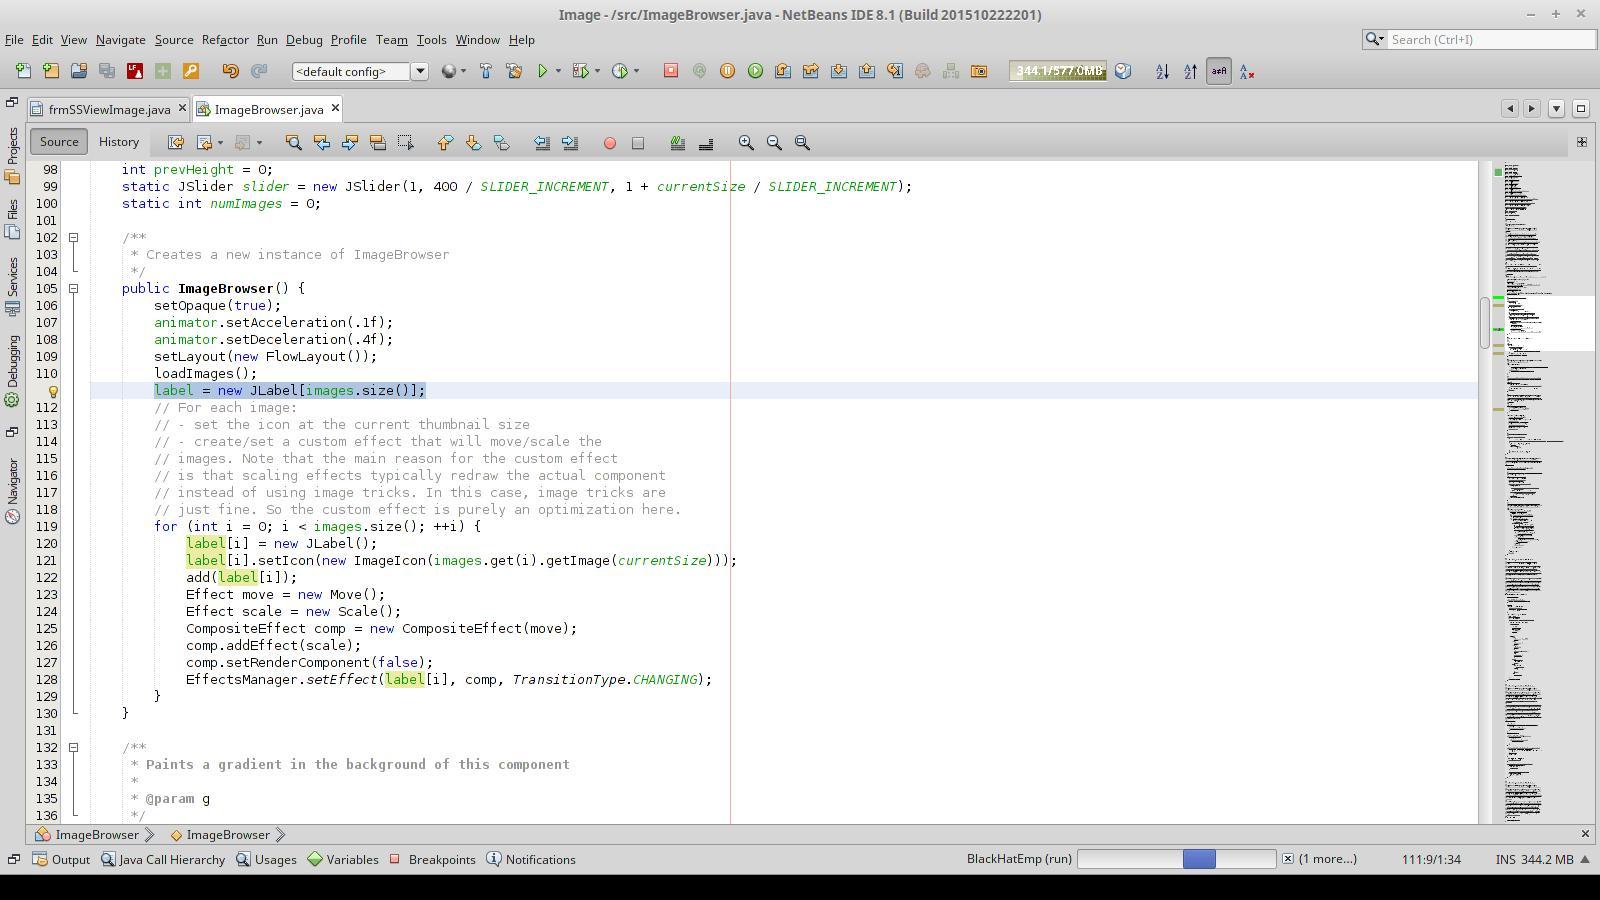 Image - /src/ImageBrowser.java - NetBeans IDE 8.1 (Build 201510222201)
File Edit View Navigate Source Refactor Run Debug Profile Team Tools Window Help
Search (Ctrl+I)
<default config>
344.1/577.0MB
frmSSViewImage.java
ImageBrowser.java
Source History
Projects
Files
Services
Debugging
Navigator
98 int prevHeight = 0;
99 static JSlider slider = new JSlider(1, 400 / SLIDER_INCREMENT, 1 + currentSize / SLIDER_INCREMENT);
100 static int numImages = 0;
101
102 /**
103 * Creates a new instance of ImageBrowser
104 */
105 public ImageBrowser() {
106 setOpaque(true);
107 animator.setAcceleration(.1f);
108 animator.setDeceleration(.4f);
109 setLayout(new FlowLayout());
110 loadImages();
label = new JLabel[images.size()];
112 // For each image:
113 // - set the icon at the current thumbnail size
114 // - create/set a custom effect that will move/scale the
115 // images. Note that the main reason for the custom effect
116 // is that scaling effects typically redraw the actual component
117 // instead of using image tricks. In this case, image tricks are
118 // just fine. So the custom effect is purely an optimization here.
119 for (int i = 0; i < images.size(); ++i) {
120 label[i] = new JLabel();
121 label[i].setIcon(new ImageIcon(images.get(i).getImage(currentSize)));
122 add(label[i]);
123 Effect move = new Move();
124 Effect scale = new Scale();
125 CompositeEffect comp = new CompositeEffect(move);
126 comp.addEffect(scale);
127 comp.setRenderComponent(false);
128 EffectsManager.setEffect(label[i], comp, TransitionType.CHANGING);
129 }
130 }
131
132 /**
133 * Paints a gradient in the background of this component
134 *
135 * @param g
136 */
ImageBrowser ImageBrowser
Output Java Call Hierarchy Usages Variables Breakpoints Notifications BlackHatEmp (run) (1 more...) 111:9/1:34 INS 344.2 MB